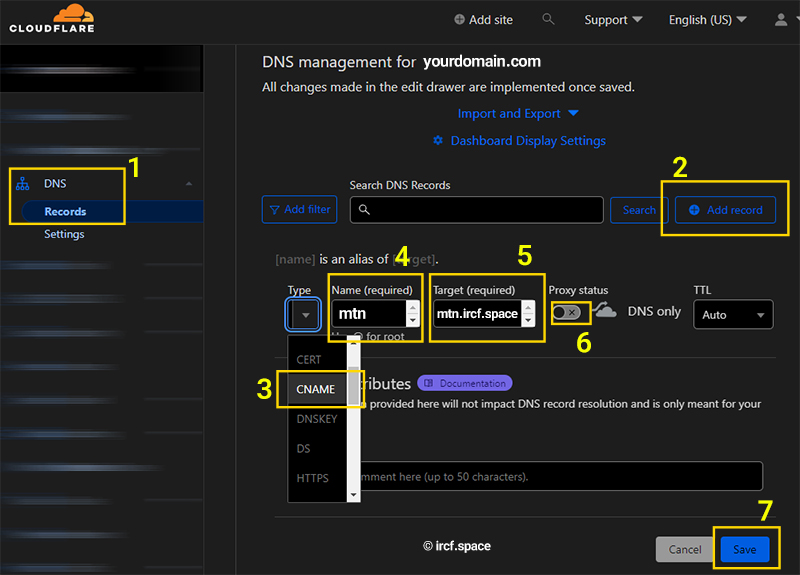 CLOUDFLARE
Add site
Support
English (US)
DNS management for yourdomain.com
All changes made in the edit drawer are implemented once saved.
Import and Export
Dashboard Display Settings
1
DNS
Records
Settings
2
Search DNS Records
Add filter
Search
Add record
[name] is an alias of [target].
4
5
Type
Name (required)
Target (required)
Proxy status
TTL
mtn
mtn.ircf.space
DNS only
Auto
for root
6
3
CERT
CNAME
DNSKEY
DS
HTTPS
ributes
Documentation
provided here will not impact DNS record resolution and is only meant for your
mment here (up to 50 characters).
7
© ircf.space
Cancel
Save